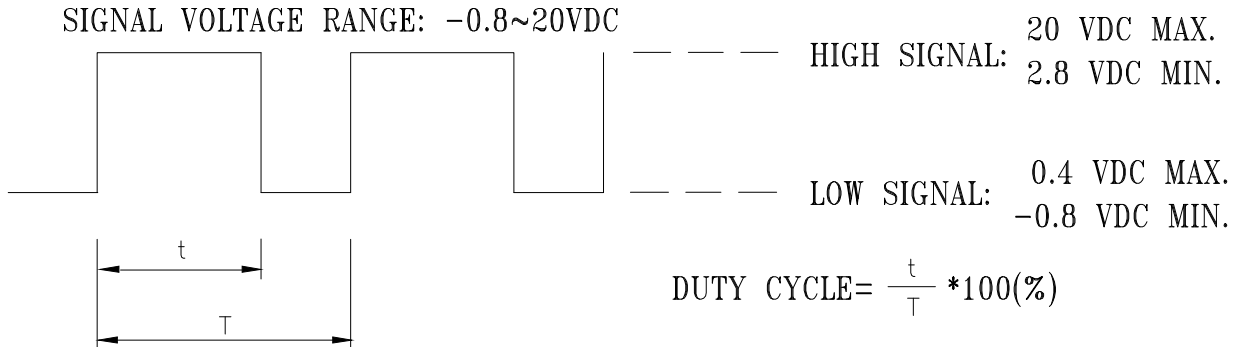 SIGNAL VOLTAGE RANGE: -0.8~20VDC
HIGH SIGNAL: 20 VDC MAX.
2.8 VDC MIN.
LOW SIGNAL: 0.4 VDC MAX.
-0.8 VDC MIN.
t
T
DUTY CYCLE= t/T *100(%)